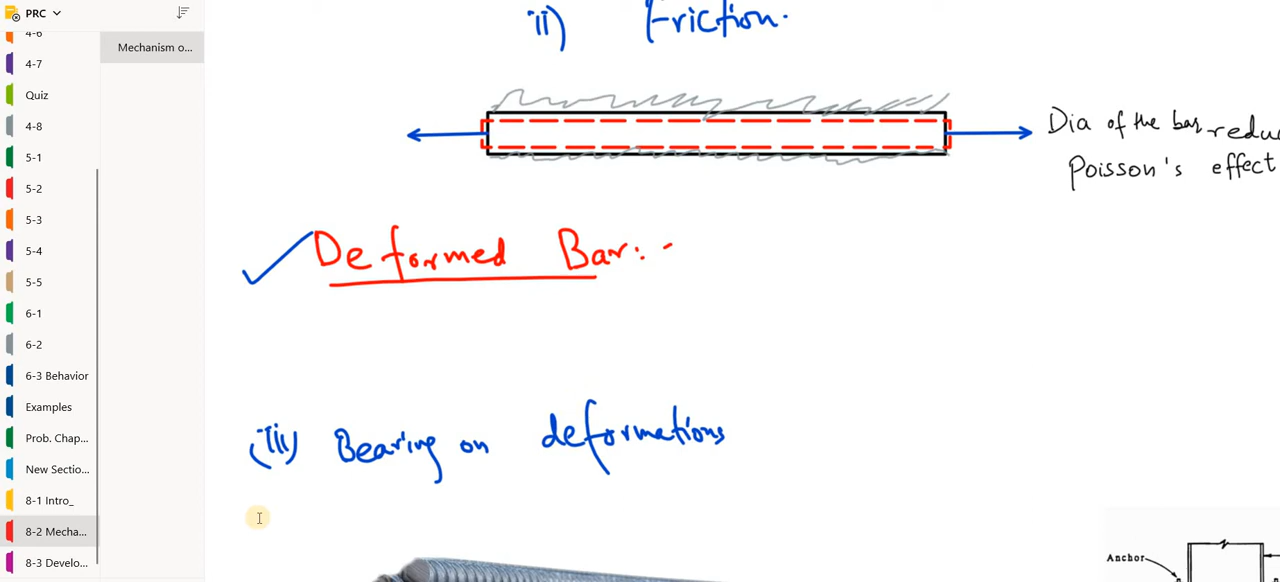 PRC
4-6
4-7
Quiz
4-8
5-1
5-2
5-3
5-4
5-5
6-1
6-2
6-3 Behavior
Examples
Prob. Chap...
New Sectio...
8-1 Intro_
8-2 Mecha...
8-3 Develo...
Mechanism o...
ii) Friction.
Dia of the bar reduc
Poisson's effect
Deformed Bar:-
(iii) Bearing on deformations
Anchor